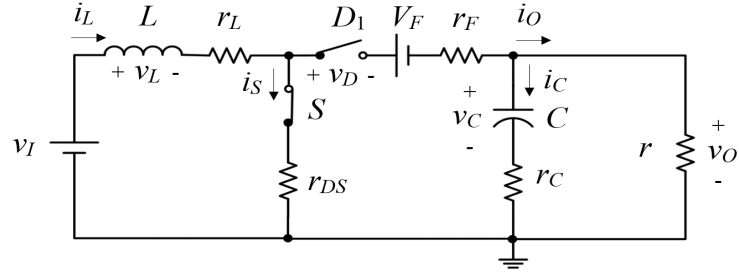 i_L L r_L D_1 V_F r_F i_O
+ v_L - i_S + v_D - i_C
v_I S + v_C - C r + v_O -
r_DS r_C